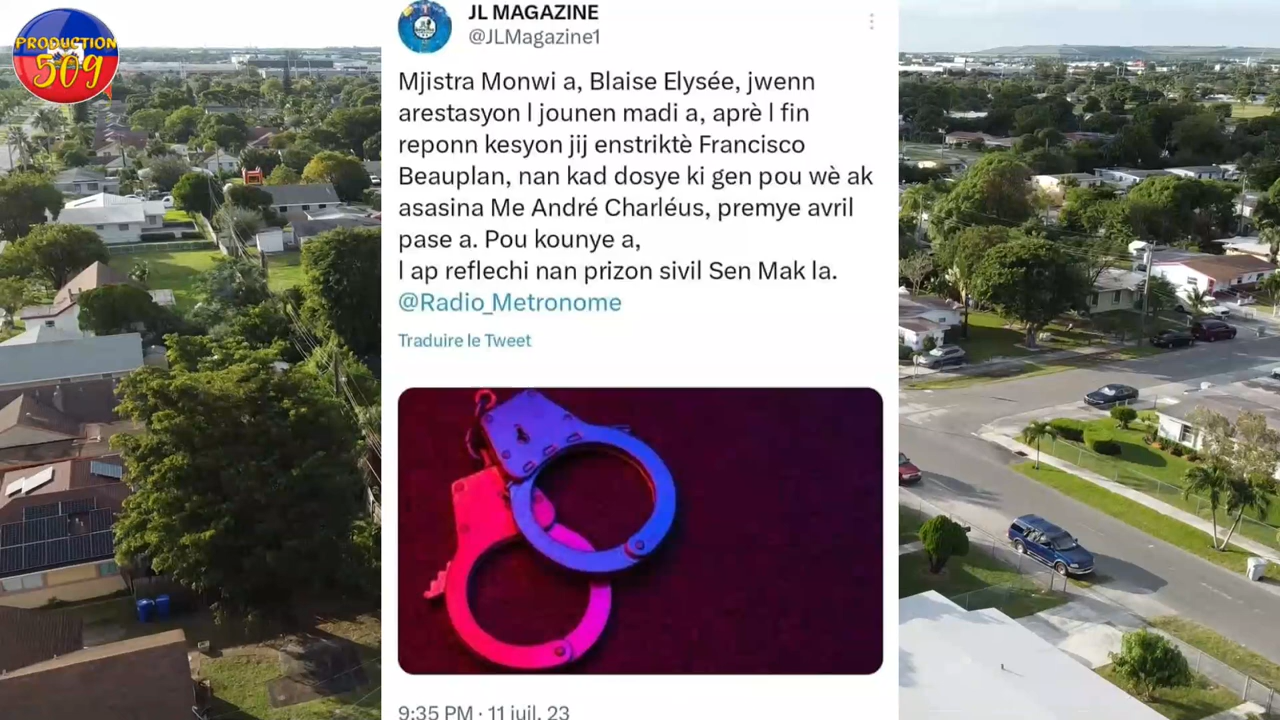 PRODUCTION
509
JL MAGAZINE
@JLMagazine1
Mjistra Monwi a, Blaise Elysée, jwenn
arestasyon l jounen madi a, aprè l fin
reponn kesyon jij enstriktè Francisco
Beauplan, nan kad dosye ki gen pou wè ak
asasina Me André Charléus, premye avril
pase a. Pou kounye a,
l ap reflechi nan prizon sivil Sen Mak la.
@Radio_Metronome
Traduire le Tweet
9:35 PM · 11 juil. 23